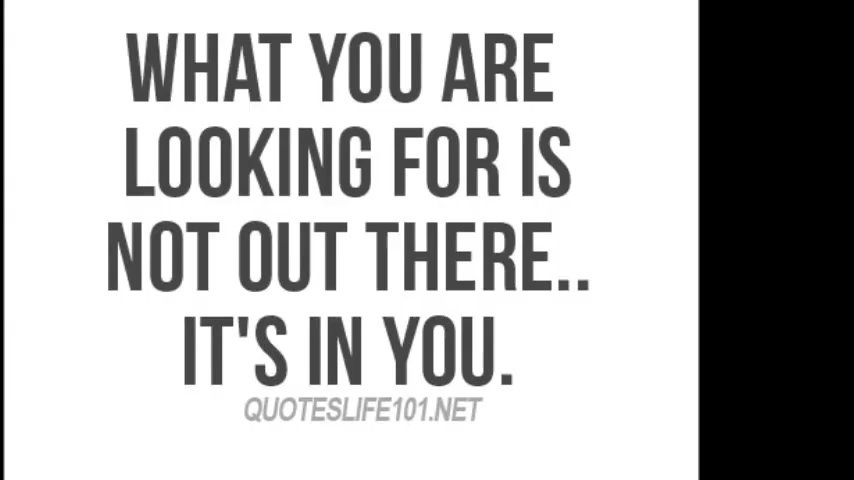 WHAT YOU ARE
LOOKING FOR IS
NOT OUT THERE..
IT'S IN YOU.
QUOTESLIFE101.NET